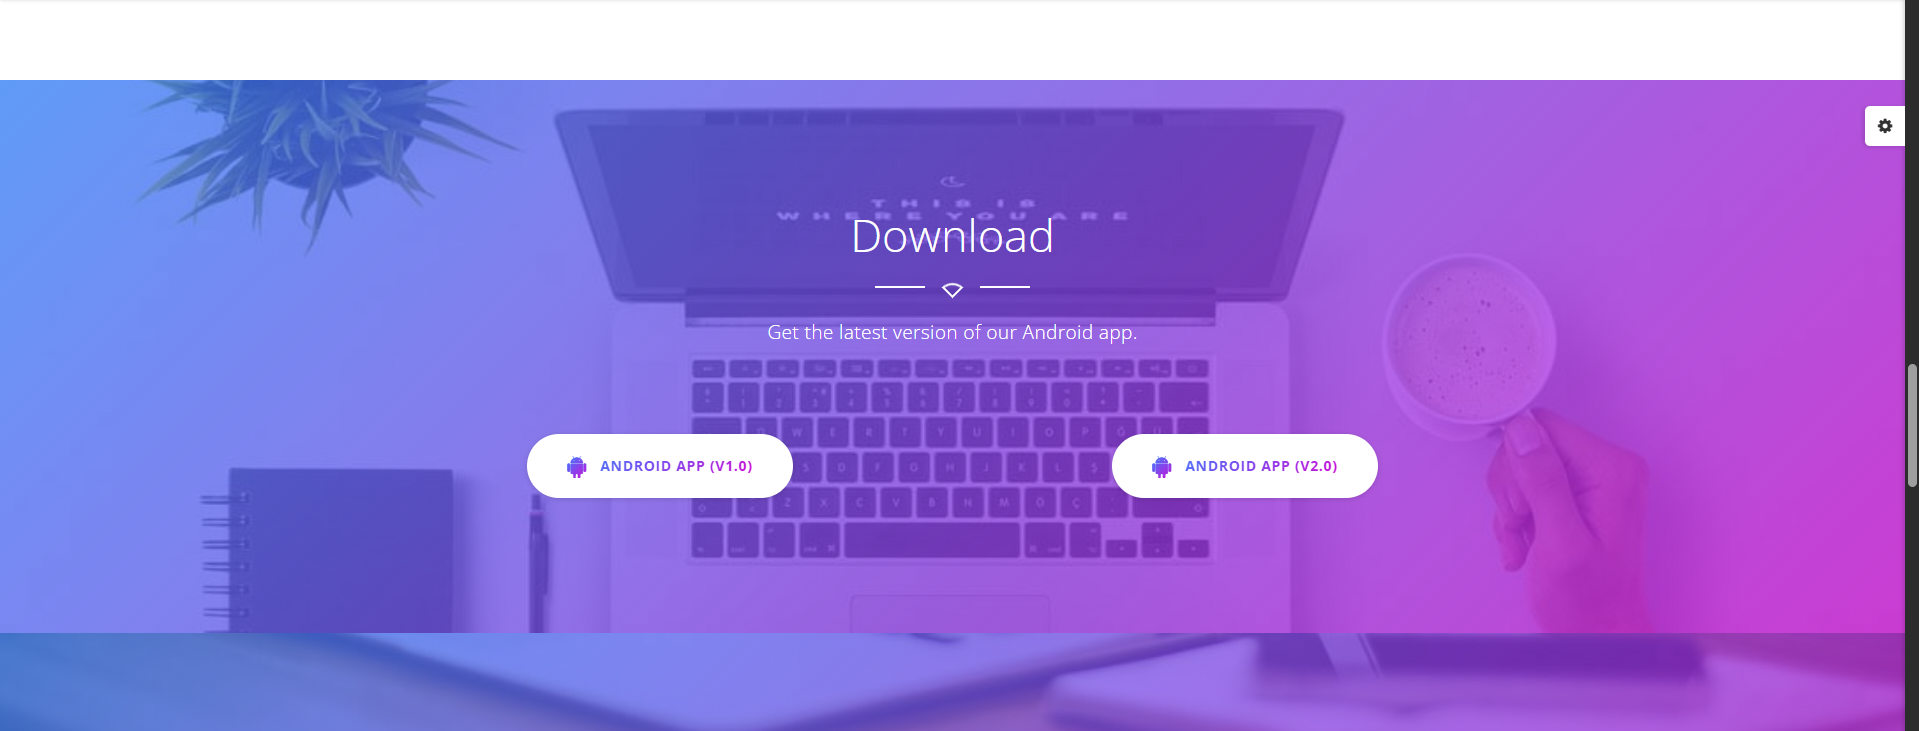 THIS IS
WHERE YOU ARE
Download
Get the latest version of our Android app.
ANDROID APP (V1.0)
ANDROID APP (V2.0)